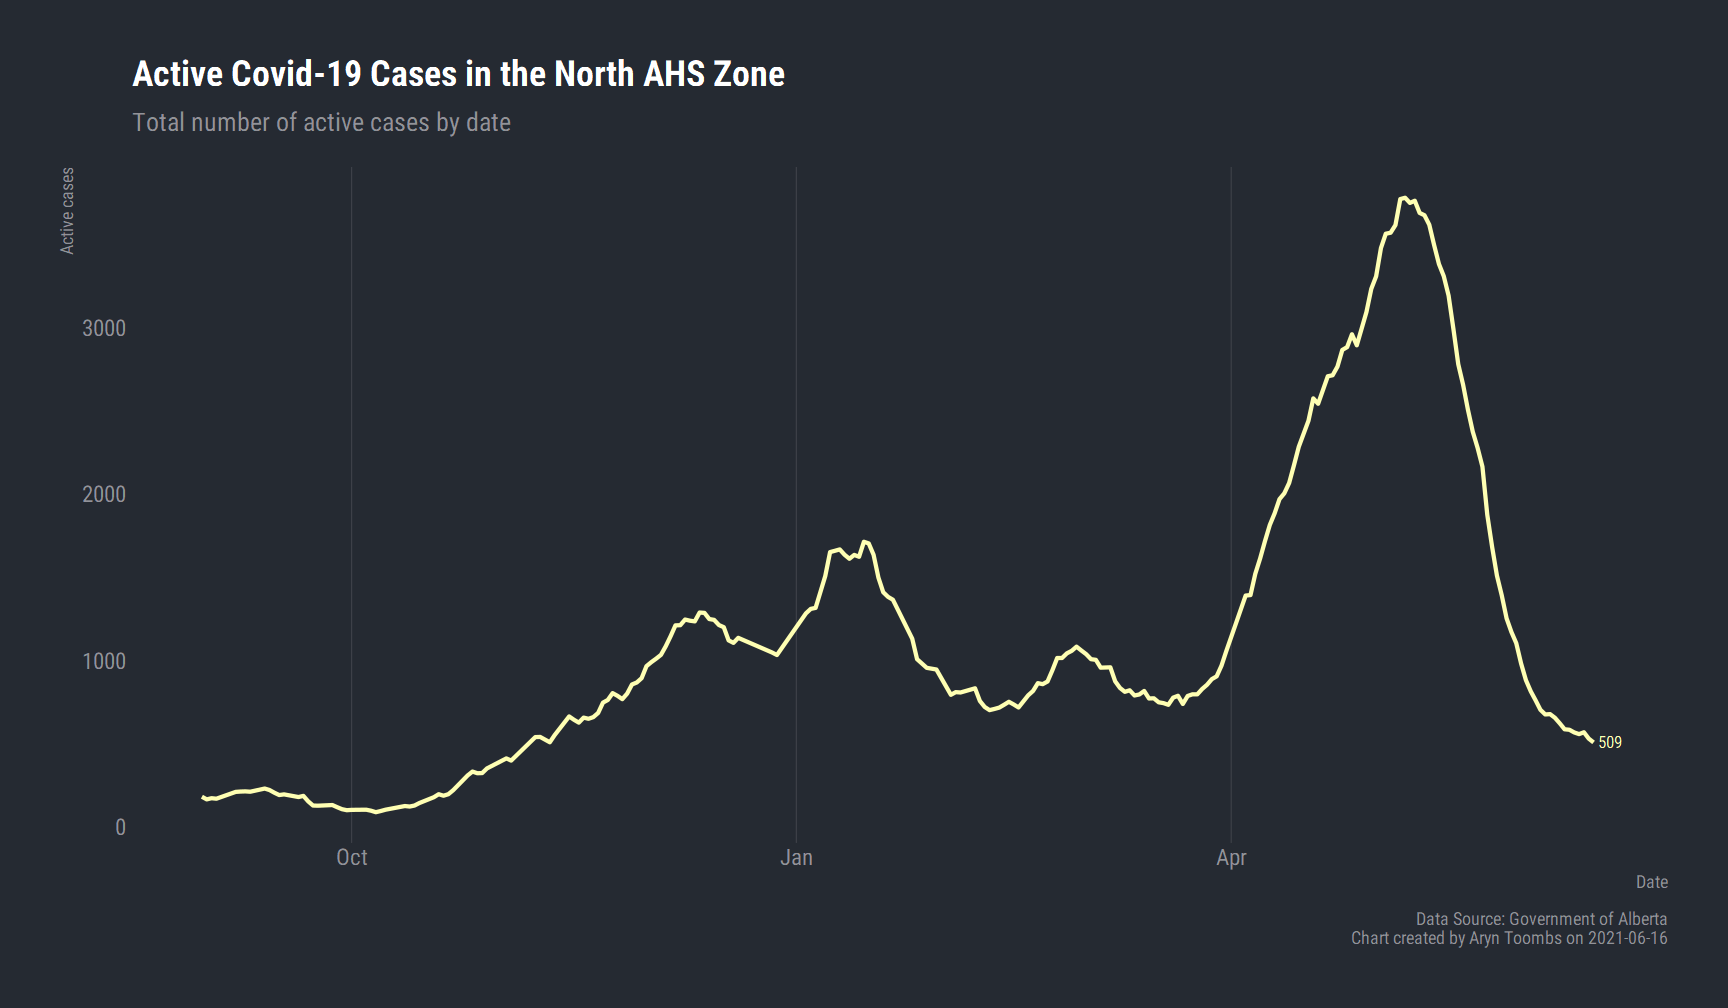 Active Covid-19 Cases in the North AHS Zone
Total number of active cases by date
Active cases
3000
2000
1000
0
509
Oct
Jan
Apr
Date
Data Source: Government of Alberta
Chart created by Aryn Toombs on 2021-06-16